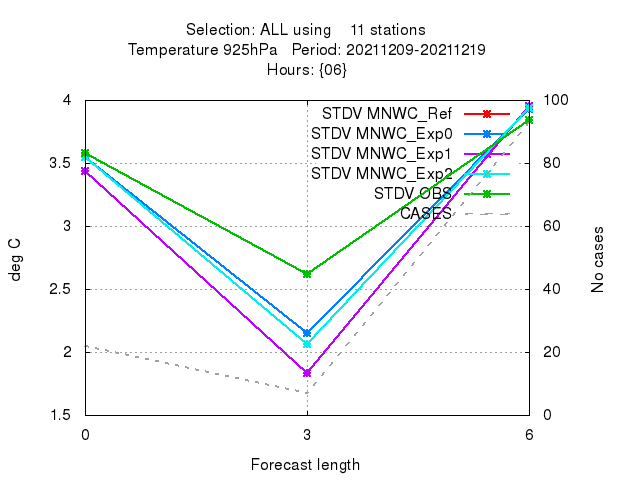 Selection: ALL using    11 stations
Temperature 925hPa   Period: 20211209-20211219
Hours: {06}
4
3.5
3
2.5
2
1.5
deg C
STDV MNWC_Ref
STDV MNWC_Exp0
STDV MNWC_Exp1
STDV MNWC_Exp2
STDV OBS
CASES
100
80
60
40
20
0
No cases
0
3
6
Forecast length